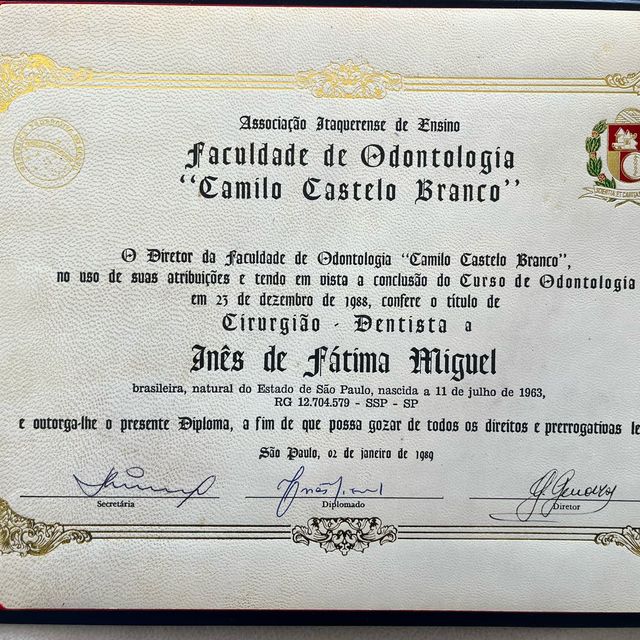 Associação Itaquerense de Ensino
Faculdade de Odontologia
"Camilo Castelo Branco"
O Diretor da Faculdade de Odontologia "Camilo Castelo Branco",
no uso de suas atribuições e tendo em vista a conclusão do Curso de Odontologia
em 23 de dezembro de 1988, confere o título de
Cirurgião - Dentista a
Inês de Fátima Miguel
brasileira, natural do Estado de São Paulo, nascida a 11 de julho de 1963,
RG 12.704.579 - SSP - SP
e outorga-lhe o presente Diploma, a fim de que possa gozar de todos os direitos e prerrogativas le
São Paulo, 02 de janeiro de 1989
Secretária
Diplomado
Diretor